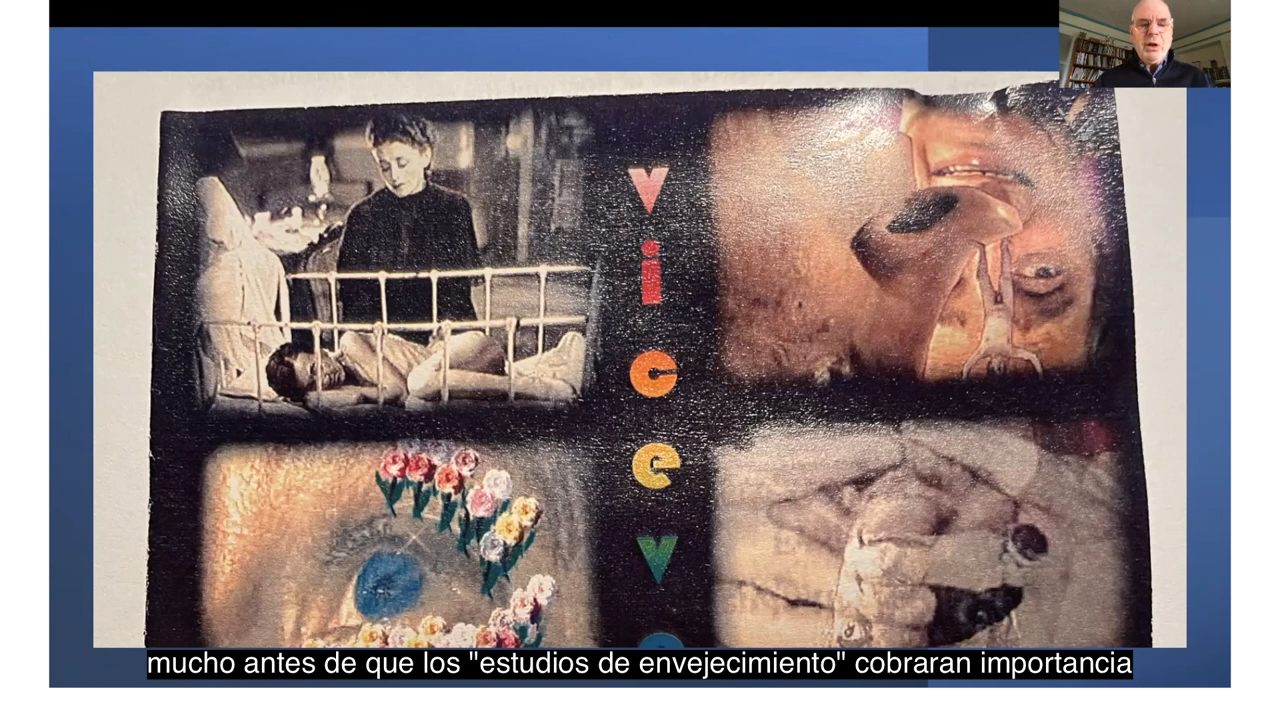 v
i
c
e
v
mucho antes de que los "estudios de envejecimiento" cobraran importancia